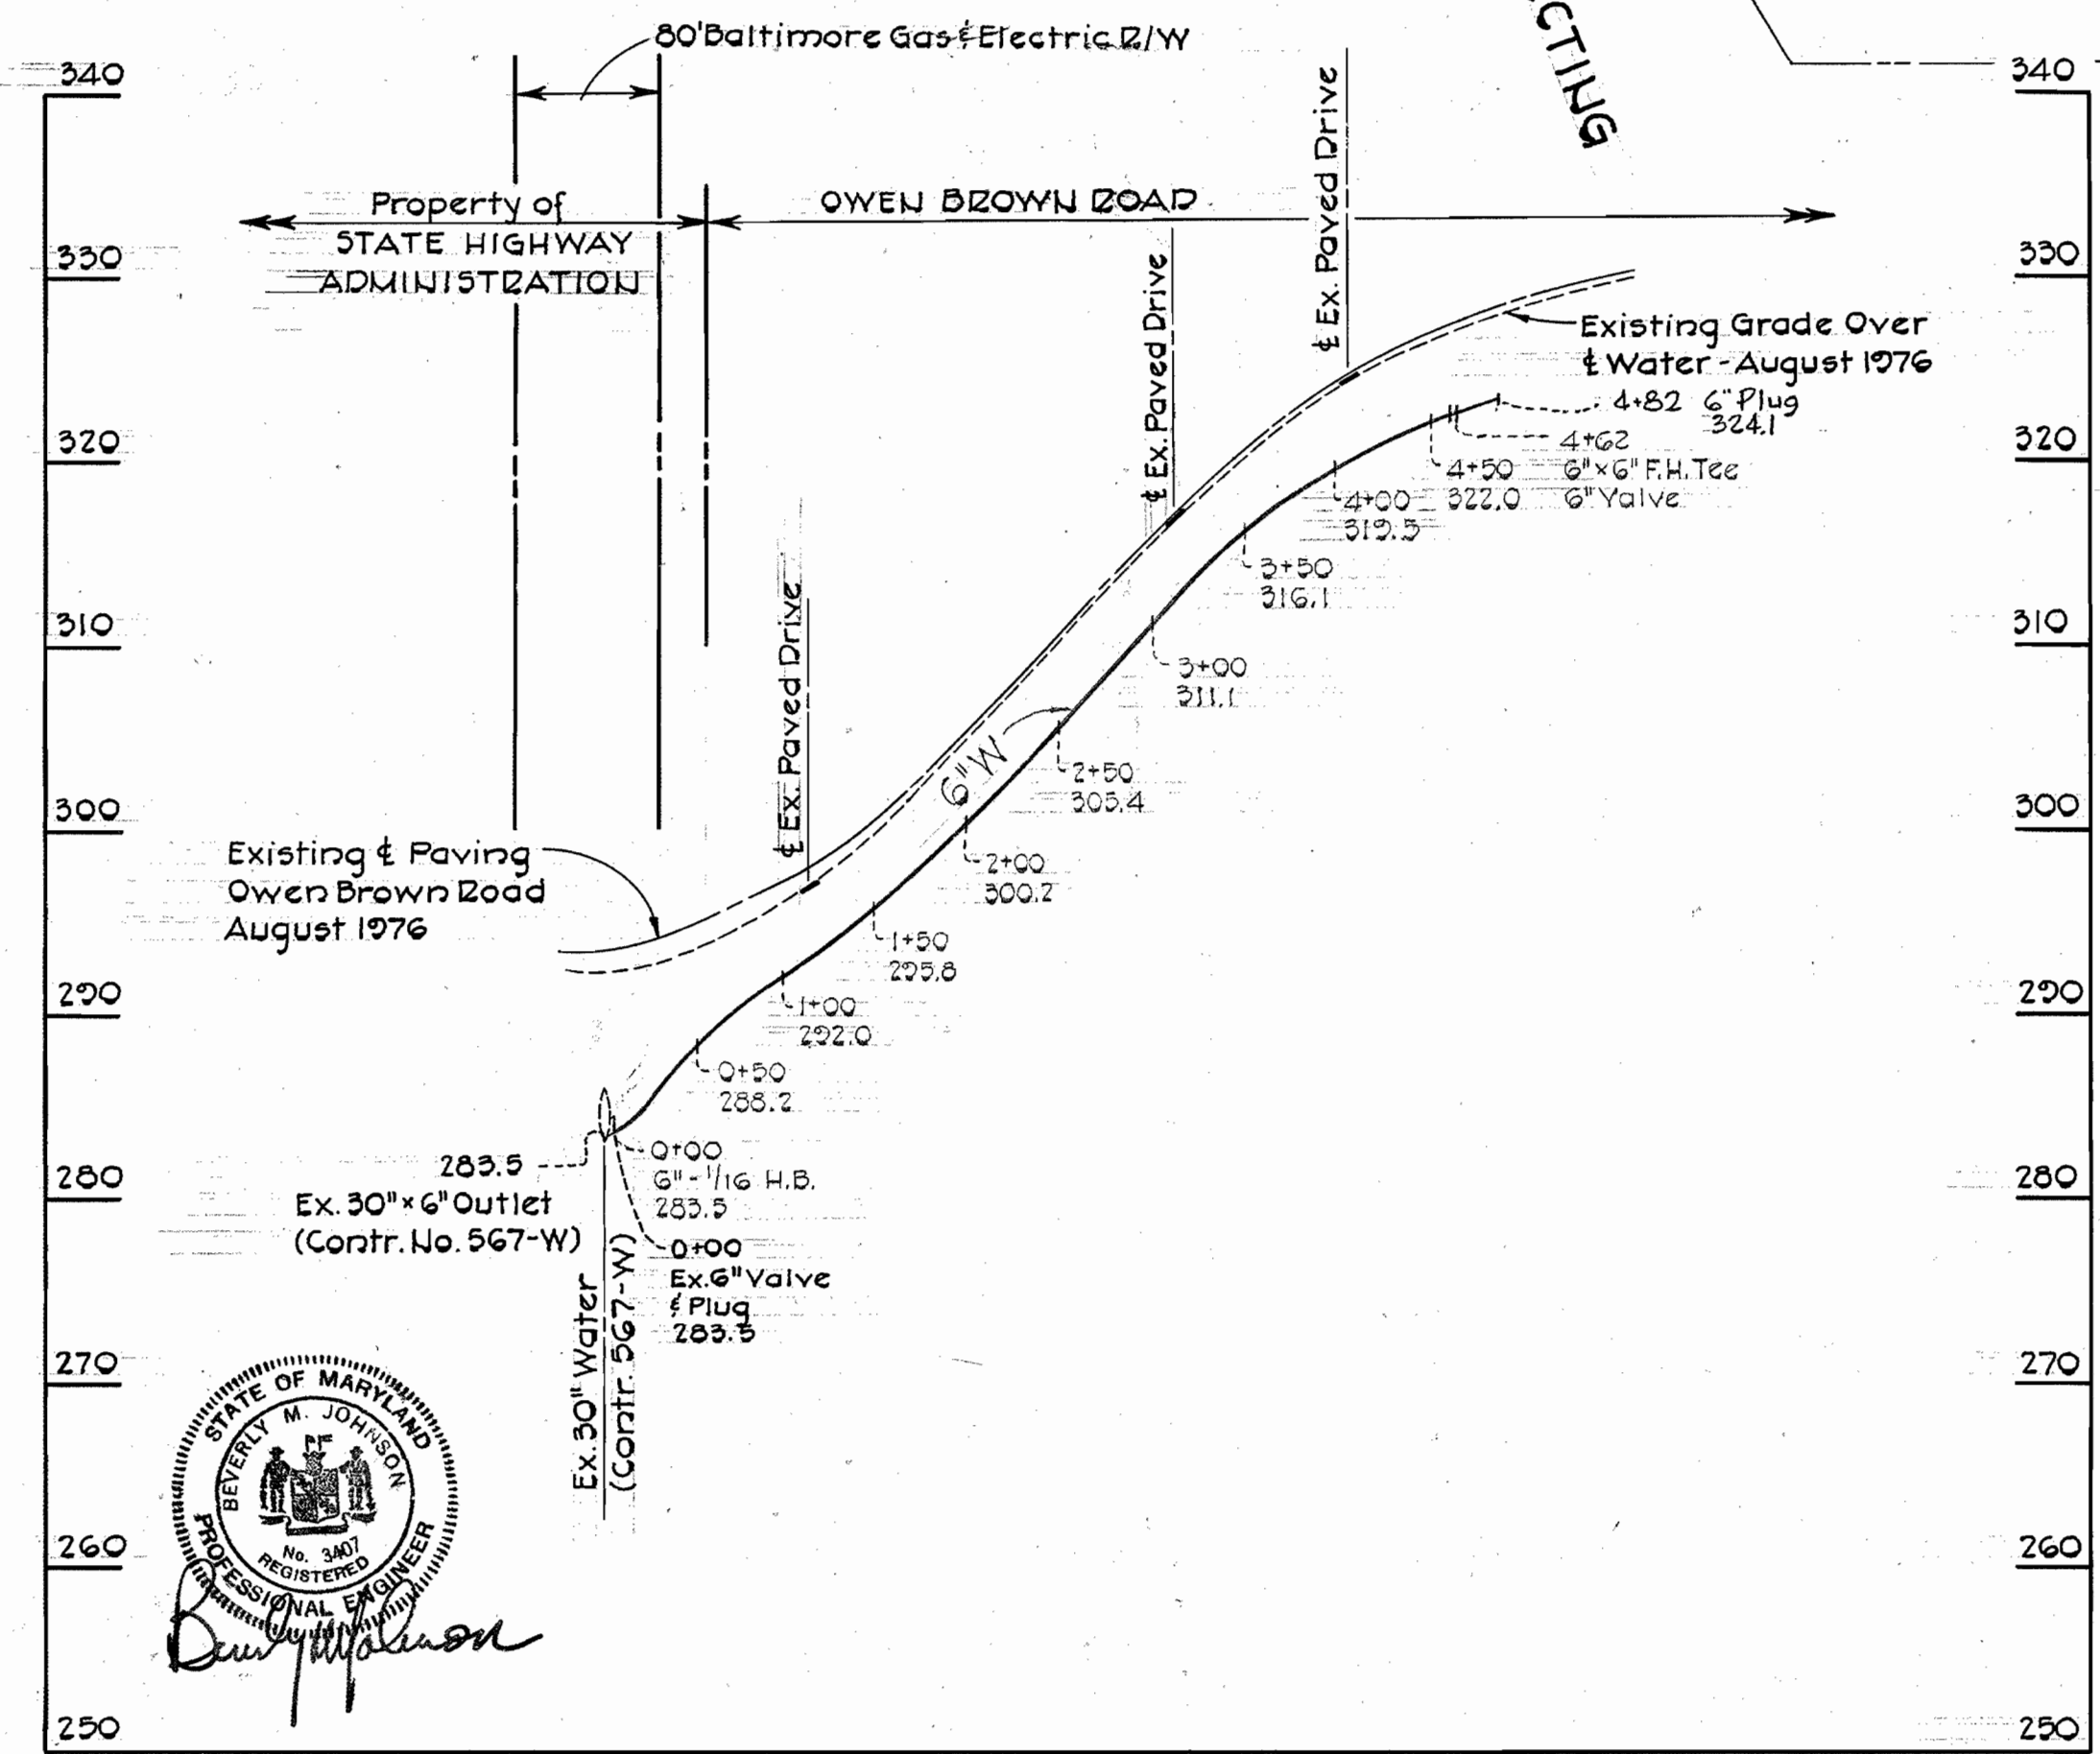 80' Baltimore Gas & Electric R/W
CTING
340
340
Property of
STATE HIGHWAY
ADMINISTRATION
OWEN BROWN ROAD
℄ Ex. Paved Drive
℄ Ex. Paved Drive
330
330
Existing Grade Over
℄ Water - August 1976
4+82 6" Plug
324.1
4+62
6" x 6" F.H. Tee
6" Valve
4+50
322.0
4+00
319.5
320
320
3+50
316.1
310
310
℄ Ex. Paved Drive
3+00
311.1
6" W
2+50
305.4
300
300
Existing ℄ Paving
Owen Brown Road
August 1976
2+00
300.2
1+50
295.8
290
290
1+00
292.0
0+50
288.2
283.5
Ex. 30" x 6" Outlet
(Contr. No. 567-W)
0+00
6" - 1/16 H.B.
283.5
280
280
0+00
Ex. 6" Valve
& Plug
283.5
Ex. 30" Water
(Contr. 567-W)
270
270
STATE OF MARYLAND
BEVERLY M. JOHNSON
No. 3407
REGISTERED
PROFESSIONAL ENGINEER
Beverly M Johnson
260
260
250
250